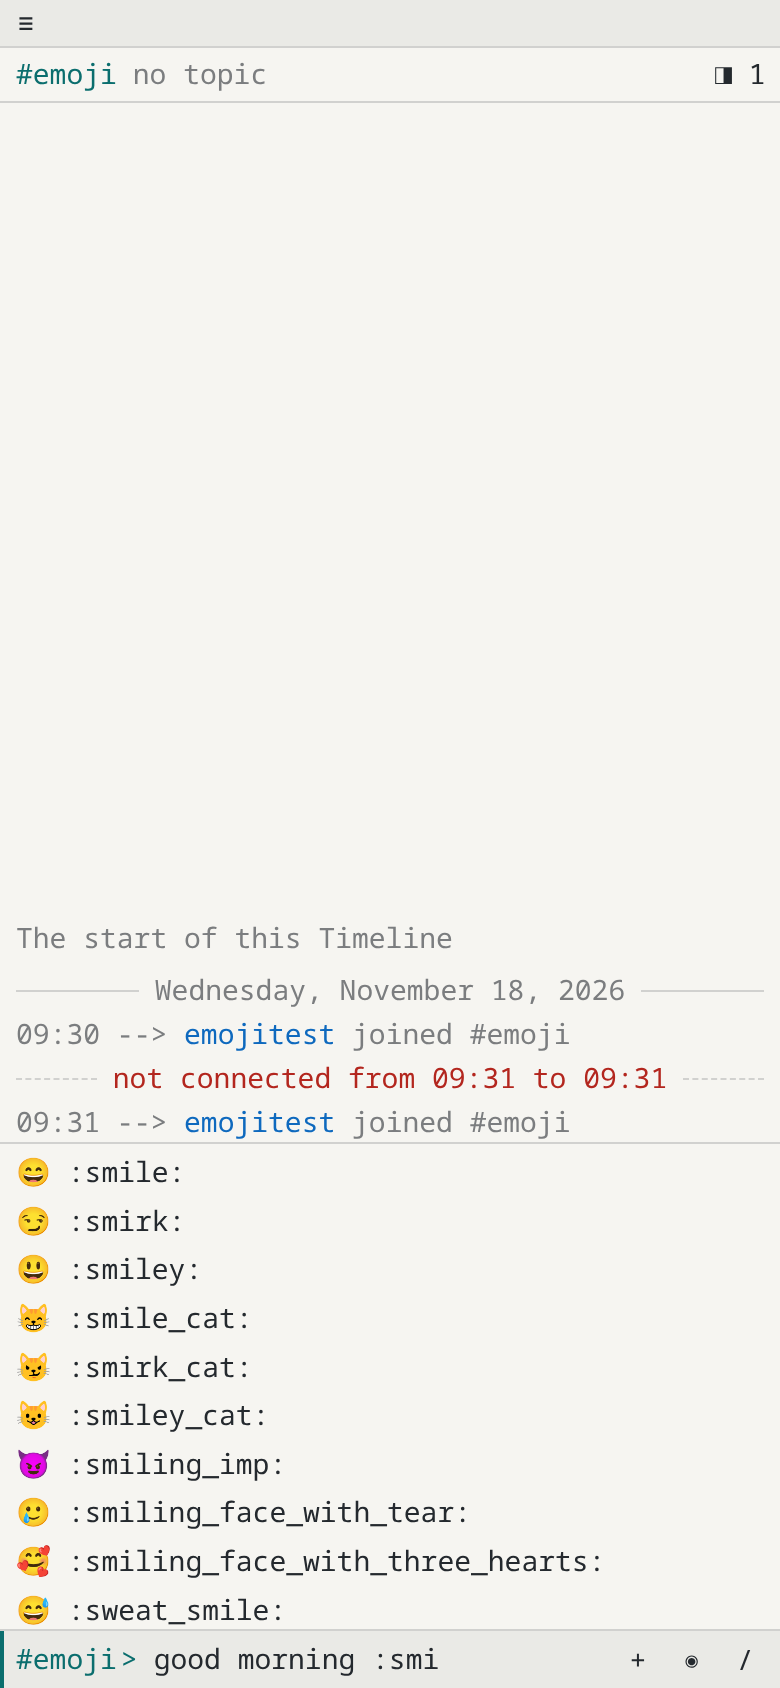 ≡
#emoji no topic ◨ 1
The start of this Timeline
Wednesday, November 18, 2026
09:30 --> emojitest joined #emoji
not connected from 09:31 to 09:31
09:31 --> emojitest joined #emoji
😄 :smile:
😏 :smirk:
😃 :smiley:
😸 :smile_cat:
😼 :smirk_cat:
😺 :smiley_cat:
😈 :smiling_imp:
🥲 :smiling_face_with_tear:
🥰 :smiling_face_with_three_hearts:
😅 :sweat_smile:
#emoji> good morning :smi + ◉ /